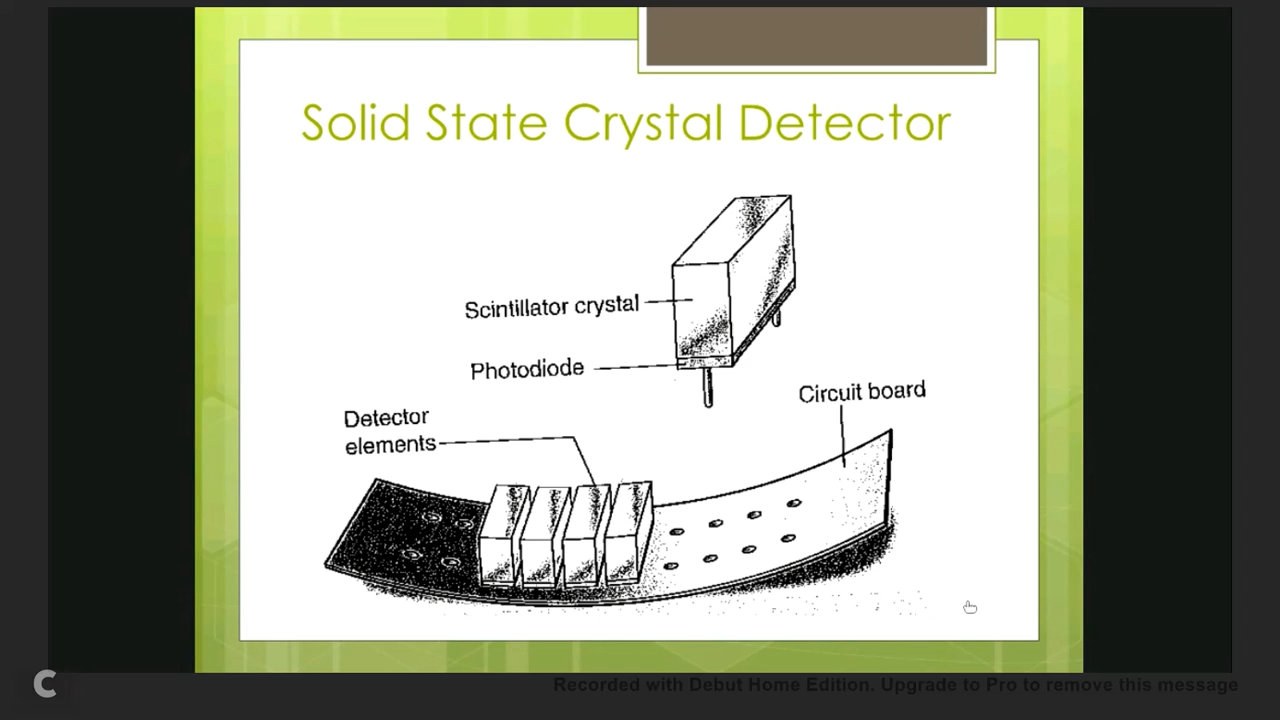 Solid State Crystal Detector
Scintillator crystal
Photodiode
Circuit board
Detector
elements
C
Recorded with Debut Home Edition. Upgrade to Pro to remove this message